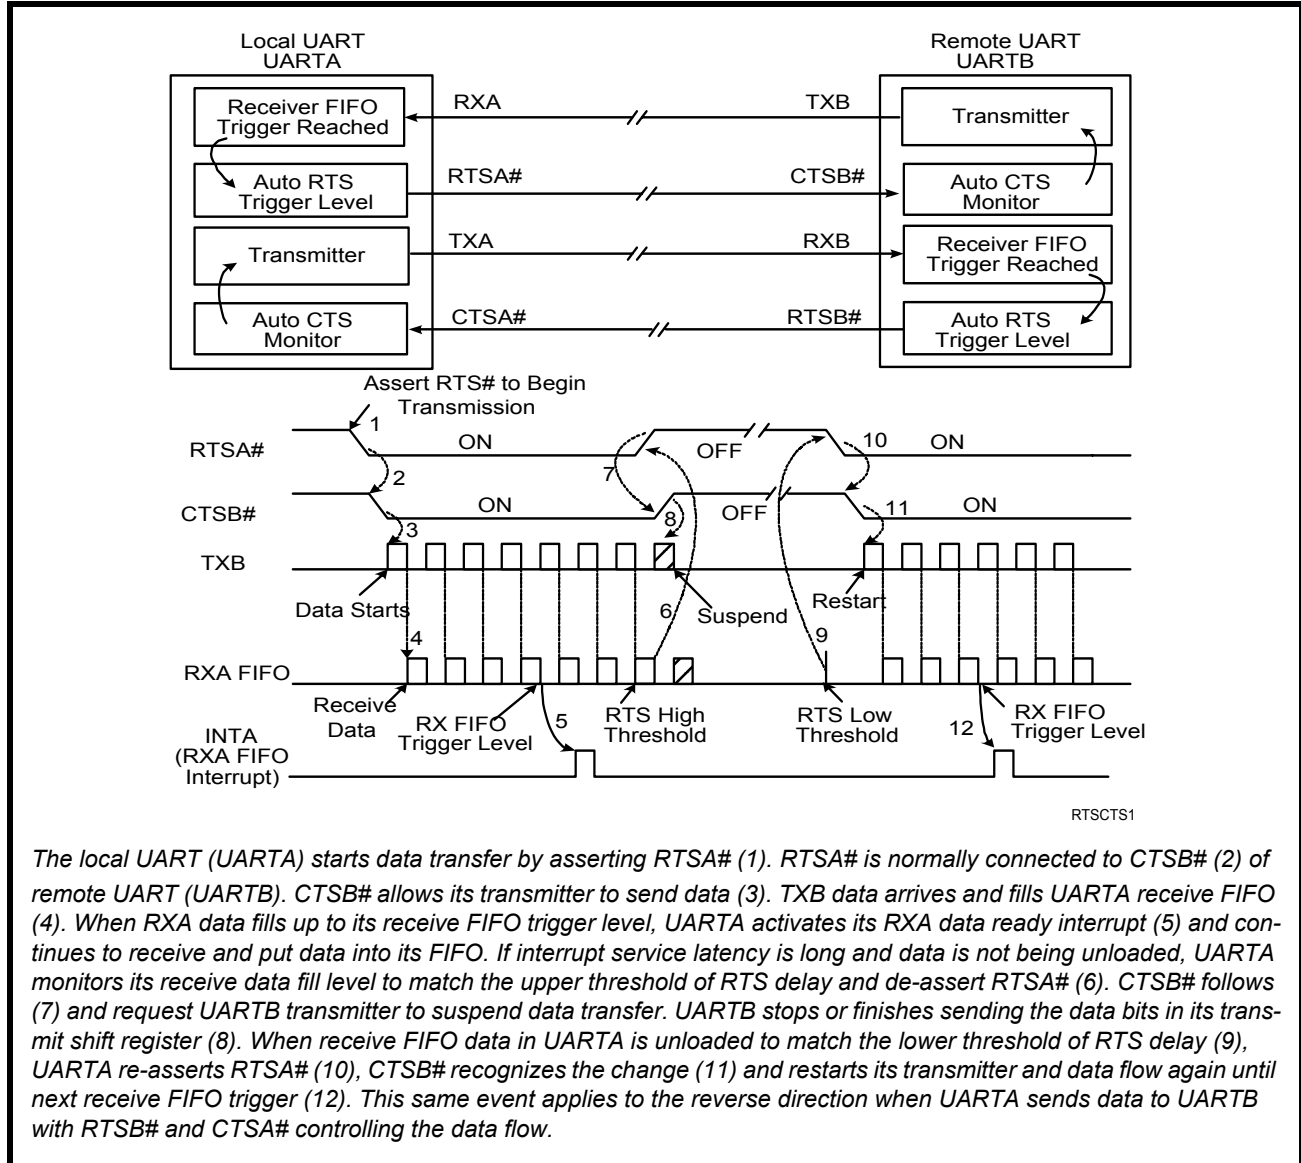 Local UART
UARTA
Remote UART
UARTB
Receiver FIFO
Trigger Reached
RXA
TXB
Transmitter
Auto RTS
Trigger Level
RTSA#
CTSB#
Auto CTS
Monitor
Transmitter
TXA
RXB
Receiver FIFO
Trigger Reached
Auto CTS
Monitor
CTSA#
RTSB#
Auto RTS
Trigger Level
Assert RTS# to Begin
Transmission
RTSA#
1
ON
7
OFF
10
ON
2
CTSB#
ON
8
OFF
11
ON
3
TXB
Data Starts
6
Suspend
Restart
4
9
RXA FIFO
Receive
Data
RX FIFO
Trigger Level
5
RTS High
Threshold
RTS Low
Threshold
12
RX FIFO
Trigger Level
INTA
(RXA FIFO
Interrupt)
RTSCTS1
The local UART (UARTA) starts data transfer by asserting RTSA# (1). RTSA# is normally connected to CTSB# (2) of
remote UART (UARTB). CTSB# allows its transmitter to send data (3). TXB data arrives and fills UARTA receive FIFO
(4). When RXA data fills up to its receive FIFO trigger level, UARTA activates its RXA data ready interrupt (5) and con-
tinues to receive and put data into its FIFO. If interrupt service latency is long and data is not being unloaded, UARTA
monitors its receive data fill level to match the upper threshold of RTS delay and de-assert RTSA# (6). CTSB# follows
(7) and request UARTB transmitter to suspend data transfer. UARTB stops or finishes sending the data bits in its trans-
mit shift register (8). When receive FIFO data in UARTA is unloaded to match the lower threshold of RTS delay (9),
UARTA re-asserts RTSA# (10), CTSB# recognizes the change (11) and restarts its transmitter and data flow again until
next receive FIFO trigger (12). This same event applies to the reverse direction when UARTA sends data to UARTB
with RTSB# and CTSA# controlling the data flow.